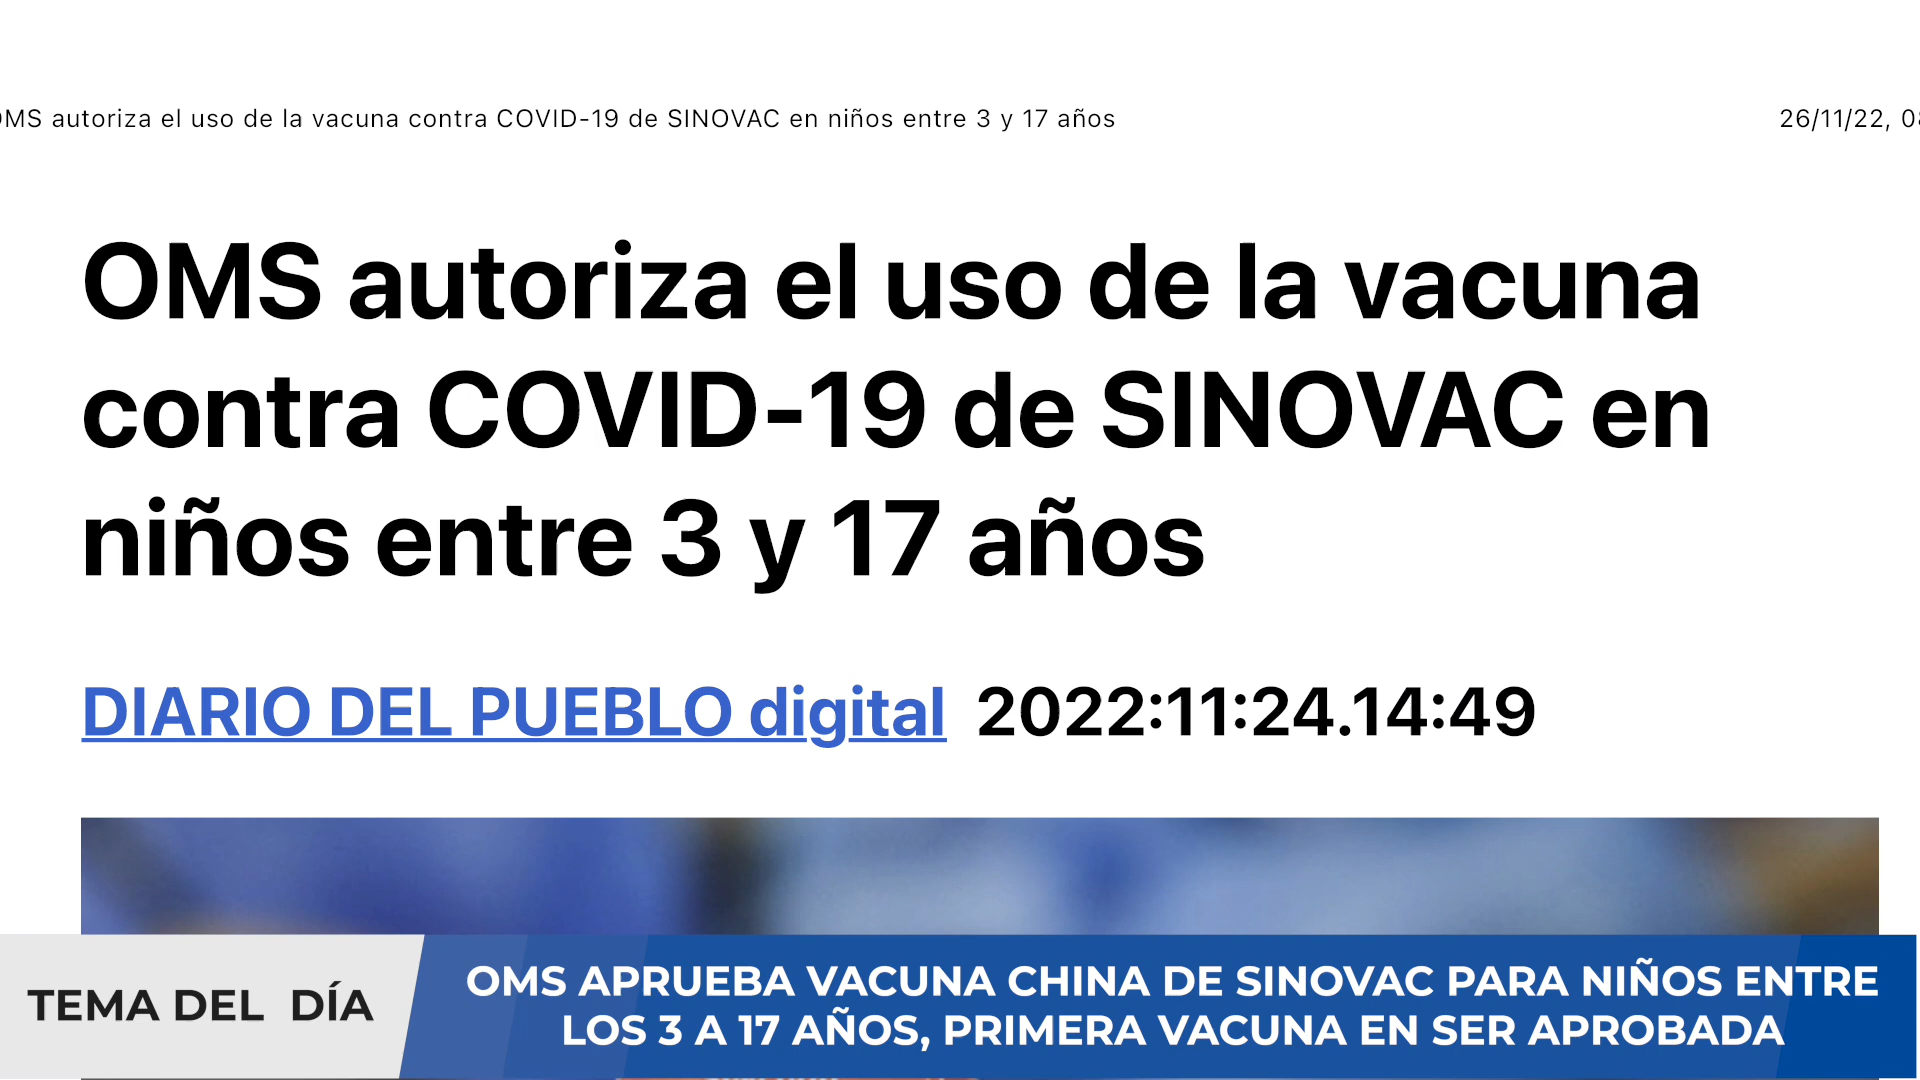 OMS autoriza el uso de la vacuna contra COVID-19 de SINOVAC en niños entre 3 y 17 años
26/11/22, 08
OMS autoriza el uso de la vacuna
contra COVID-19 de SINOVAC en
niños entre 3 y 17 años
DIARIO DEL PUEBLO digital 2022:11:24.14:49
TEMA DEL DÍA
OMS APRUEBA VACUNA CHINA DE SINOVAC PARA NIÑOS ENTRE
LOS 3 A 17 AÑOS, PRIMERA VACUNA EN SER APROBADA